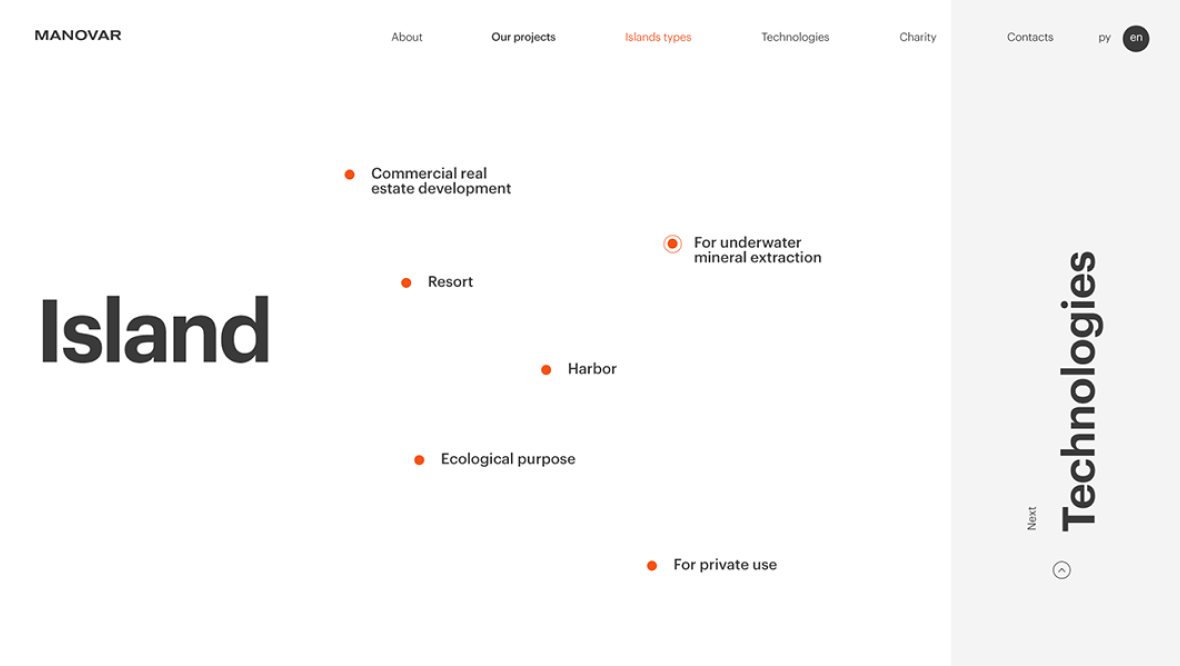 MANOVAR
About
Our projects
Islands types
Technologies
Charity
Contacts
ру
en
Commercial real
estate development
For underwater
mineral extraction
Resort
Island
Harbor
Ecological purpose
For private use
Next
Technologies